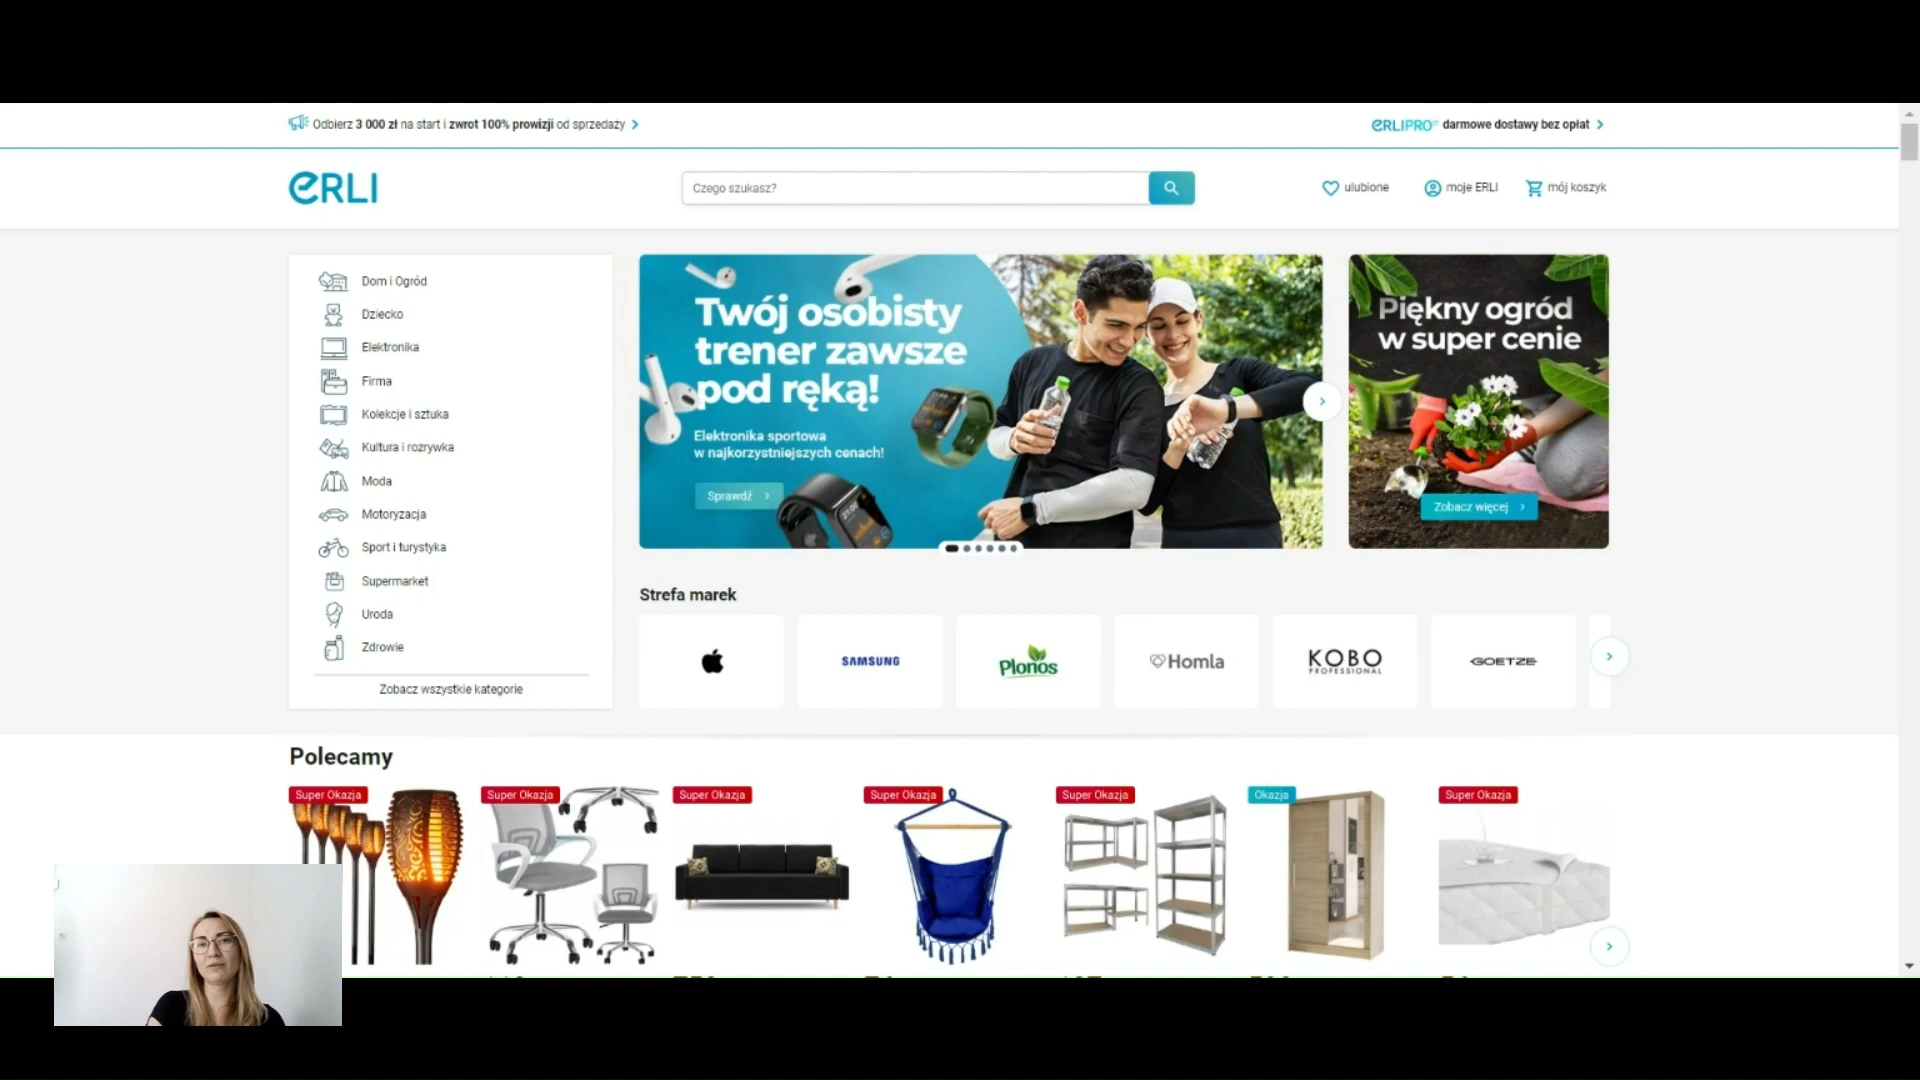 Odbierz 3 000 zł na start i zwrot 100% prowizji od sprzedaży
ERLIPRO darmowe dostawy bez opłat
ERLI
Czego szukasz?
ulubione
moje ERLI
mój koszyk
Dom i Ogród
Dziecko
Elektronika
Firma
Kolekcje i sztuka
Kultura i rozrywka
Moda
Motoryzacja
Sport i turystyka
Supermarket
Uroda
Zdrowie
Zobacz wszystkie kategorie
Twój osobisty
trener zawsze
pod ręką!
Elektronika sportowa
w najkorzystniejszych cenach!
Sprawdź
Piękny ogród
w super cenie
Zobacz więcej
Strefa marek
SAMSUNG
Plonos
Homla
KOBO
PROFESSIONAL
GOETZE
Polecamy
Super Okazja
Super Okazja
Super Okazja
Super Okazja
Super Okazja
Okazja
Super Okazja